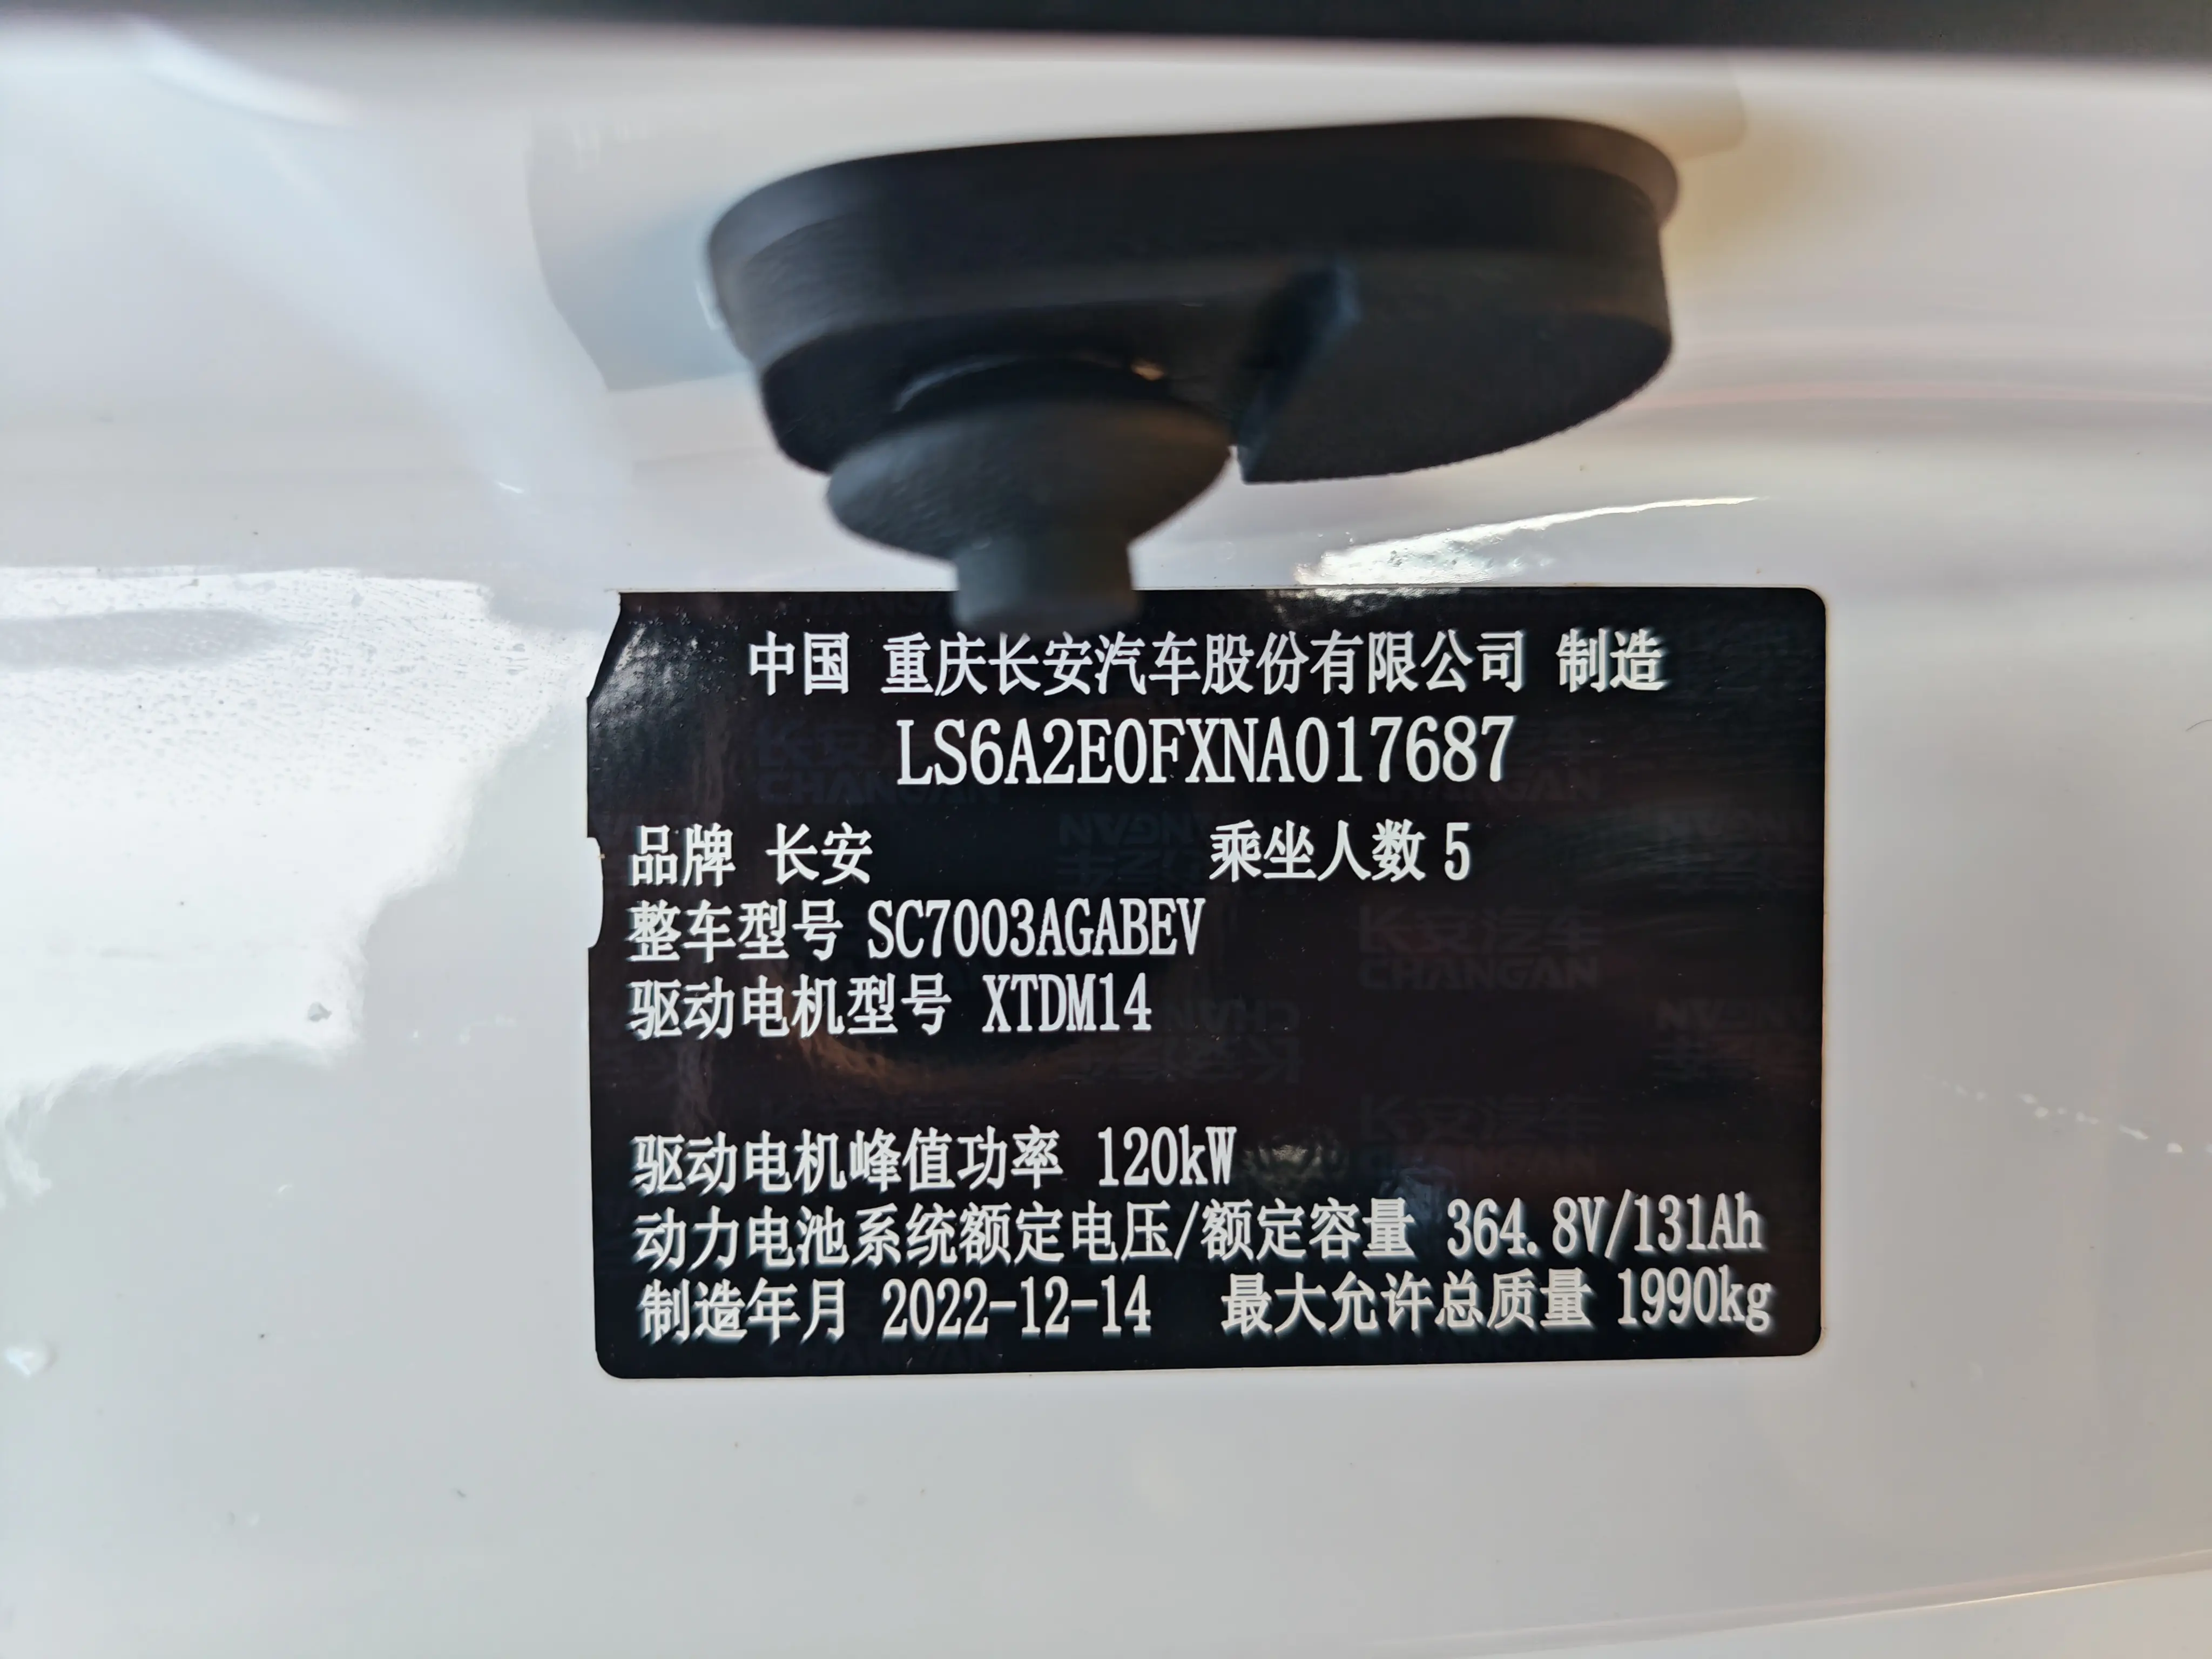 中国 重庆长安汽车股份有限公司 制造
LS6A2E0FXNA017687
品牌 长安 乘坐人数 5
整车型号 SC7003AGABEV
驱动电机型号 XTDM14
驱动电机峰值功率 120kW
动力电池系统额定电压/额定容量 364.8V/131Ah
制造年月 2022-12-14 最大允许总质量 1990kg